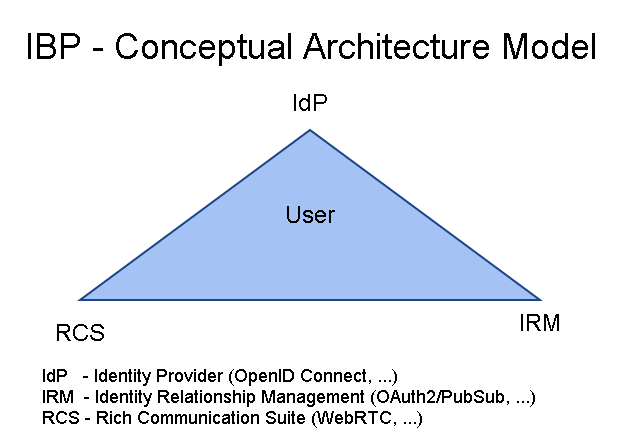 IBP - Conceptual Architecture Model
IdP
User
RCS
IRM
IdP - Identity Provider (OpenID Connect, ...)
IRM - Identity Relationship Management (OAuth2/PubSub, ...)
RCS - Rich Communication Suite (WebRTC, ...)